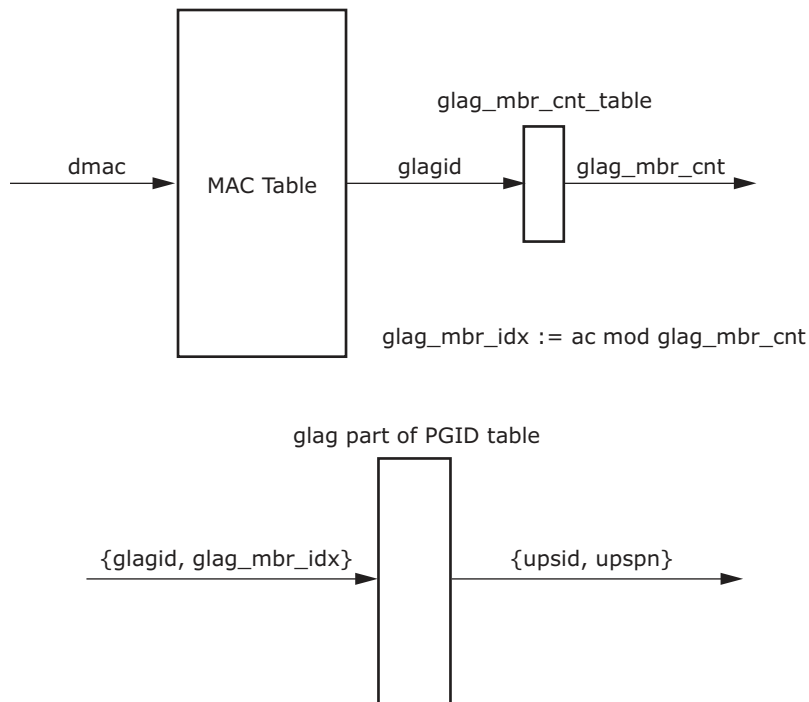 glag_mbr_cnt_table
dmac
MAC Table
glagid
glag_mbr_cnt
glag_mbr_idx := ac mod glag_mbr_cnt
glag part of PGID table
{glagid, glag_mbr_idx}
{upsid, upspn}